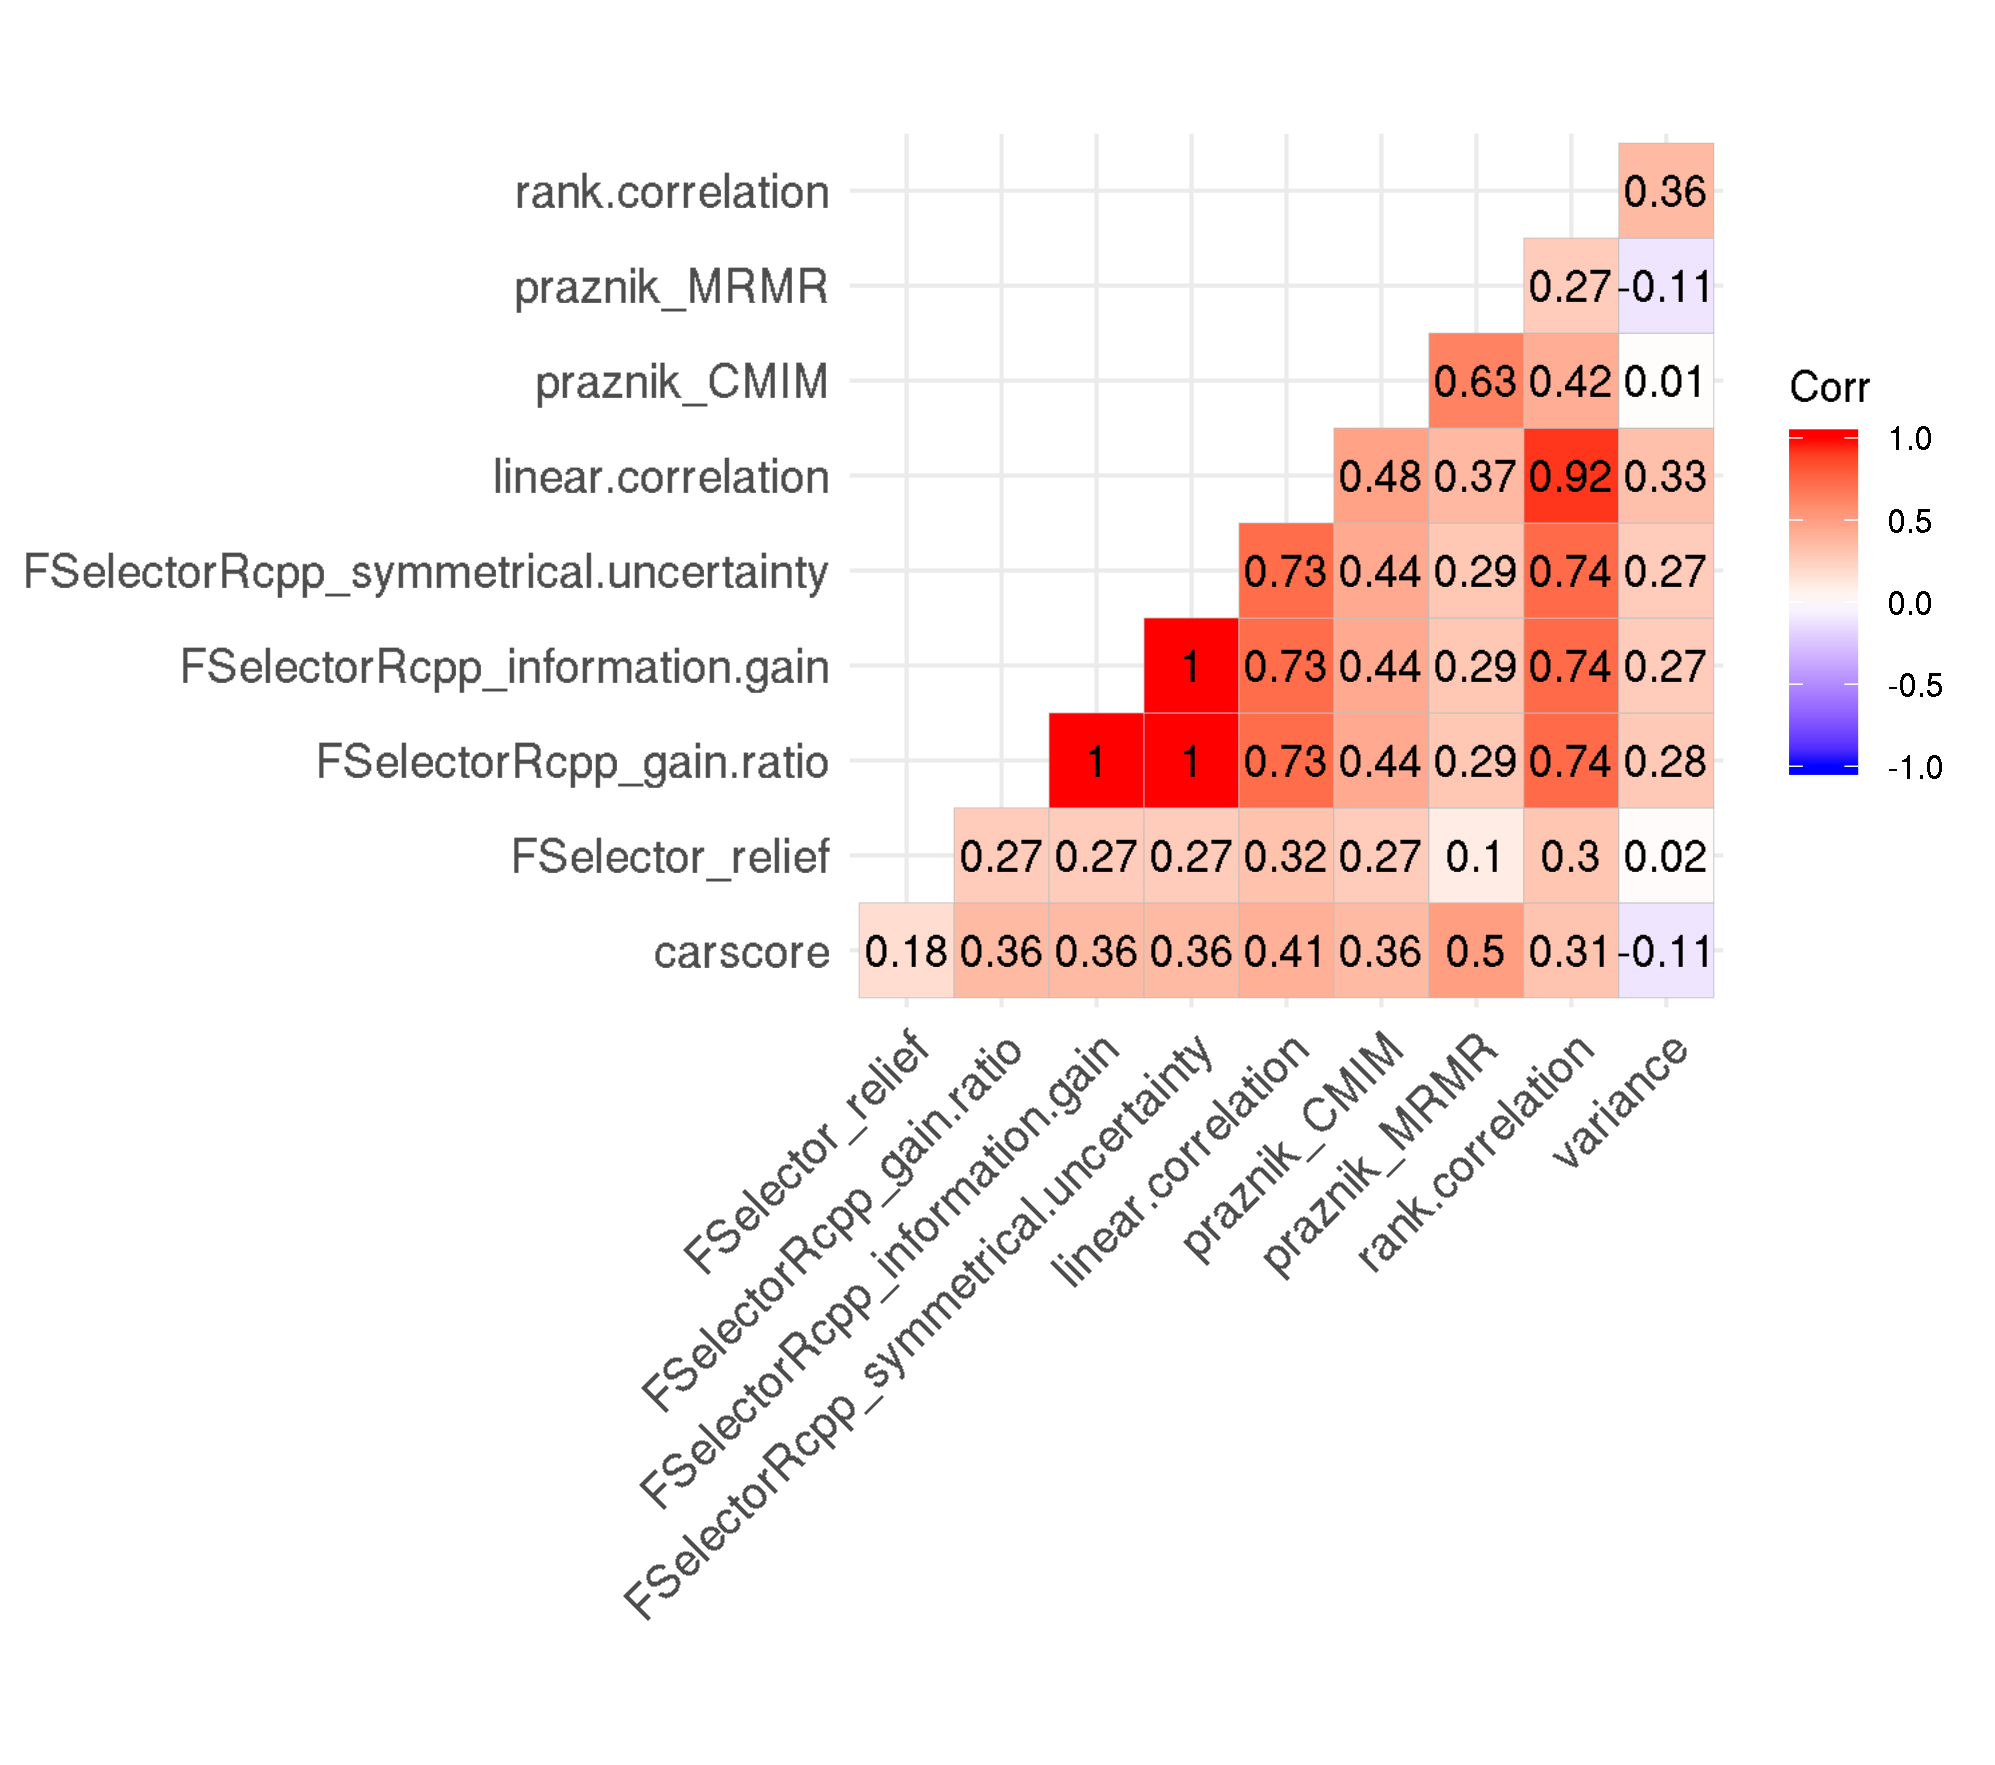 rank.correlation 0.36
praznik_MRMR 0.27 -0.11
praznik_CMIM 0.63 0.42 0.01
linear.correlation 0.48 0.37 0.92 0.33
FSelectorRcpp_symmetrical.uncertainty 0.73 0.44 0.29 0.74 0.27
FSelectorRcpp_information.gain 1 0.73 0.44 0.29 0.74 0.27
FSelectorRcpp_gain.ratio 1 1 0.73 0.44 0.29 0.74 0.28
FSelector_relief 0.27 0.27 0.27 0.32 0.27 0.1 0.3 0.02
carscore 0.18 0.36 0.36 0.36 0.41 0.36 0.5 0.31 -0.11
FSelector_relief
FSelectorRcpp_gain.ratio
FSelectorRcpp_information.gain
FSelectorRcpp_symmetrical.uncertainty
linear.correlation
praznik_CMIM
praznik_MRMR
rank.correlation
variance
Corr
1.0
0.5
0.0
-0.5
-1.0